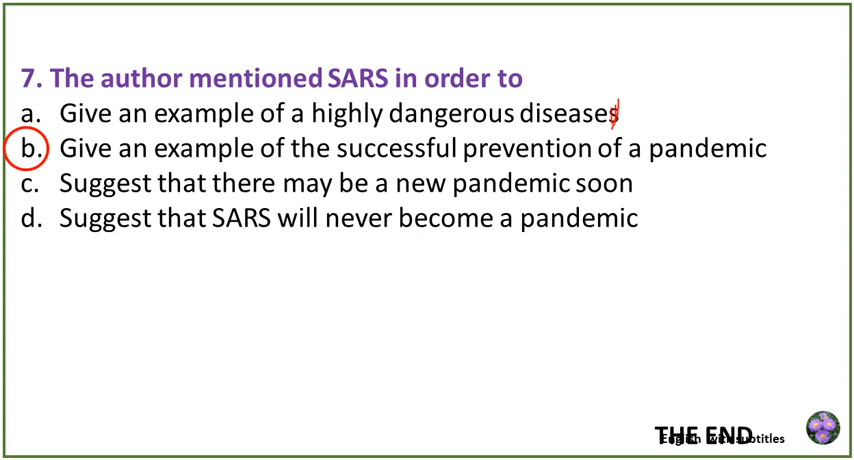 7. The author mentioned SARS in order to
a. Give an example of a highly dangerous diseases
b. Give an example of the successful prevention of a pandemic
c. Suggest that there may be a new pandemic soon
d. Suggest that SARS will never become a pandemic
THE END
English with subtitles